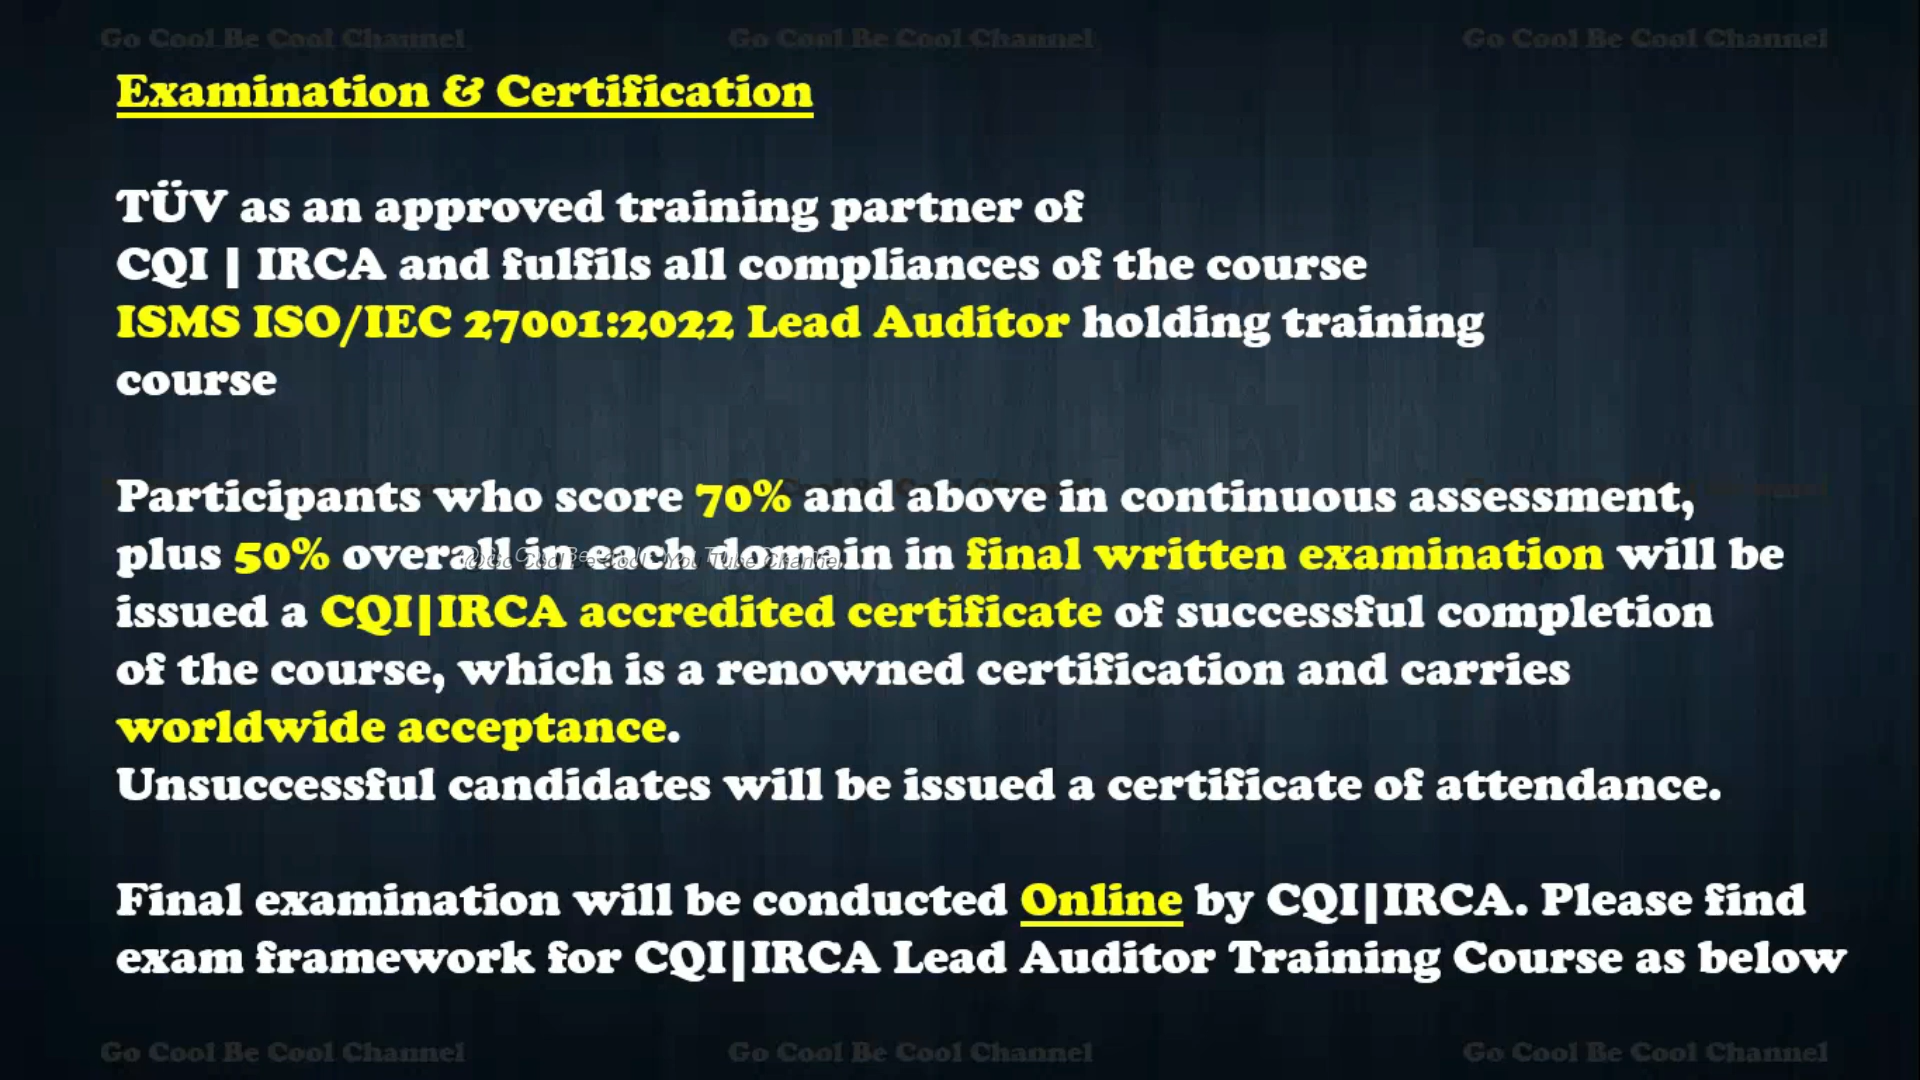 Go Cool Be Cool Channel Go Cool Be Cool Channel Go Cool Be Cool Channel
Examination & Certification
TÜV as an approved training partner of
CQI | IRCA and fulfils all compliances of the course
ISMS ISO/IEC 27001:2022 Lead Auditor holding training
course
Participants who score 70% and above in continuous assessment,
plus 50% overall in each domain in final written examination will be
issued a CQI|IRCA accredited certificate of successful completion
of the course, which is a renowned certification and carries
worldwide acceptance.
Unsuccessful candidates will be issued a certificate of attendance.
Final examination will be conducted Online by CQI|IRCA. Please find
exam framework for CQI|IRCA Lead Auditor Training Course as below
Go Cool Be Cool Channel Go Cool Be Cool Channel Go Cool Be Cool Channel